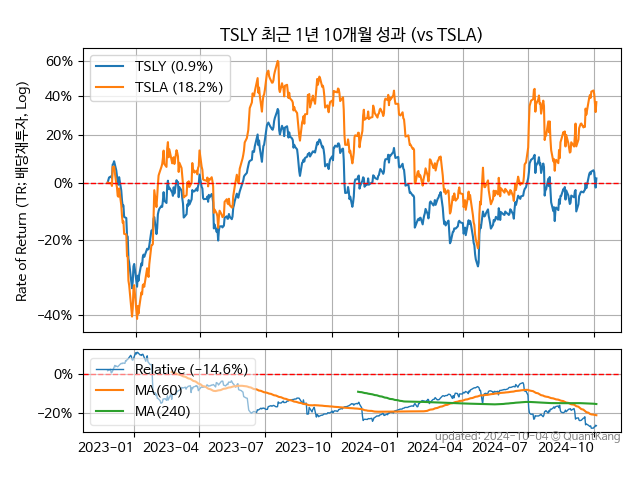 TSLY 최근 1년 10개월 성과 (vs TSLA)
Rate of Return (TR: 배당재투자, Log)
60%
40%
20%
0%
−20%
−40%
TSLY (0.9%)
TSLA (18.2%)
0%
−20%
Relative (−14.6%)
MA(60)
MA(240)
2023−01
2023−04
2023−07
2023−10
2024−01
2024−04
2024−07
2024−10
updated: 2024−10−04 © QuantKang